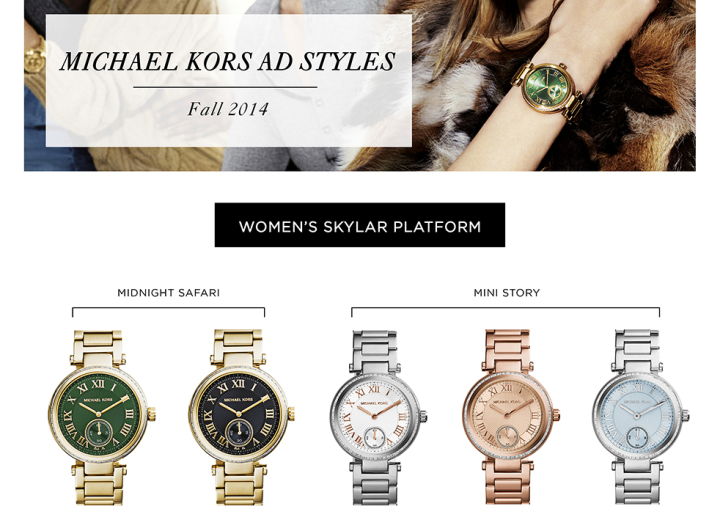 MICHAEL KORS AD STYLES
Fall 2014
WOMEN'S SKYLAR PLATFORM
MIDNIGHT SAFARI
MINI STORY
MICHAEL KORS
MICHAEL KORS
MICHAEL KORS
MICHAEL KORS
MICHAEL KORS